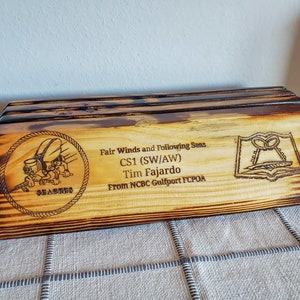 Fair Winds and Following Seas
CS1 (SW/AW)
Tim Fajardo
From NCBC Gulfport FCPOA
SEABEES